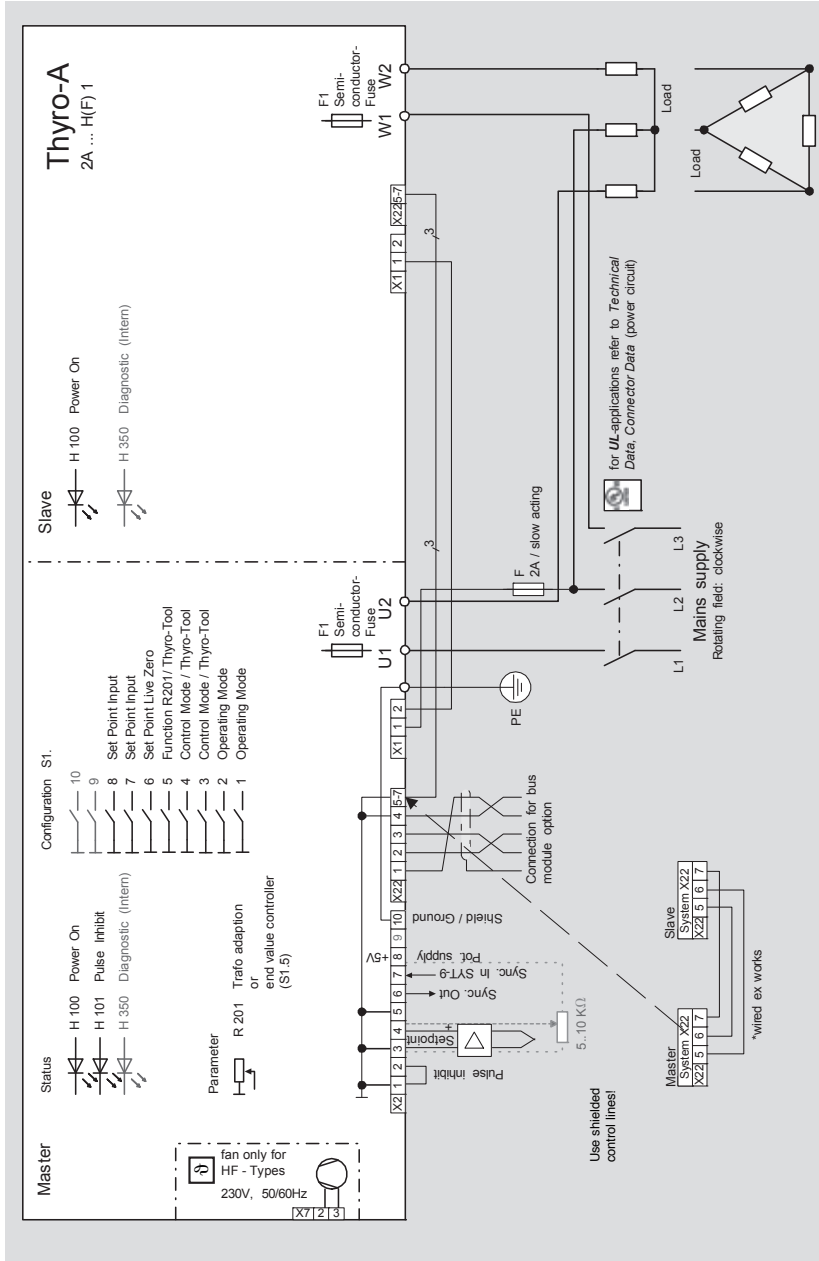 Thyro-A
2A ... H(F) 1
Master
Status
H 100 Power On
H 101 Pulse Inhibit
H 350 Diagnostic (Intern)
Configuration S1.
10
9
8 Set Point Input
7 Set Point Input
6 Set Point Live Zero
5 Function R201/ Thyro-Tool
4 Control Mode / Thyro-Tool
3 Control Mode / Thyro-Tool
2 Operating Mode
1 Operating Mode
Slave
H 100 Power On
H 350 Diagnostic (Intern)
Parameter
R 201 Trafo adaption
or
end value controller
(S1.5)
ϑ
fan only for
HF - Types
230V, 50/60Hz
X7 2 3
F1
Semi-
conductor-
Fuse
F1
Semi-
conductor-
Fuse
X2 1 2 3 4 5 6 7 8 9 10
+5V
X22 1 2 3 4 5-7
X1 1 2
U1 U2
X1 1 2
X22 5-7
W1 W2
Pulse inhibit
Setpoint
+
Sync. Out
Sync. In SYT-9
Pot. supply
Shield / Ground
5..10 KΩ
Connection for bus
module option
PE
3
3
F
2A / slow acting
for UL-applications refer to Technical
Data, Connector Data (power circuit)
L1 L2 L3
Mains supply
Rotating field: clockwise
Load
Load
Use shielded
control lines!
Master
System X22
X22 5 6 7
Slave
System X22
X22 5 6 7
*wired ex works